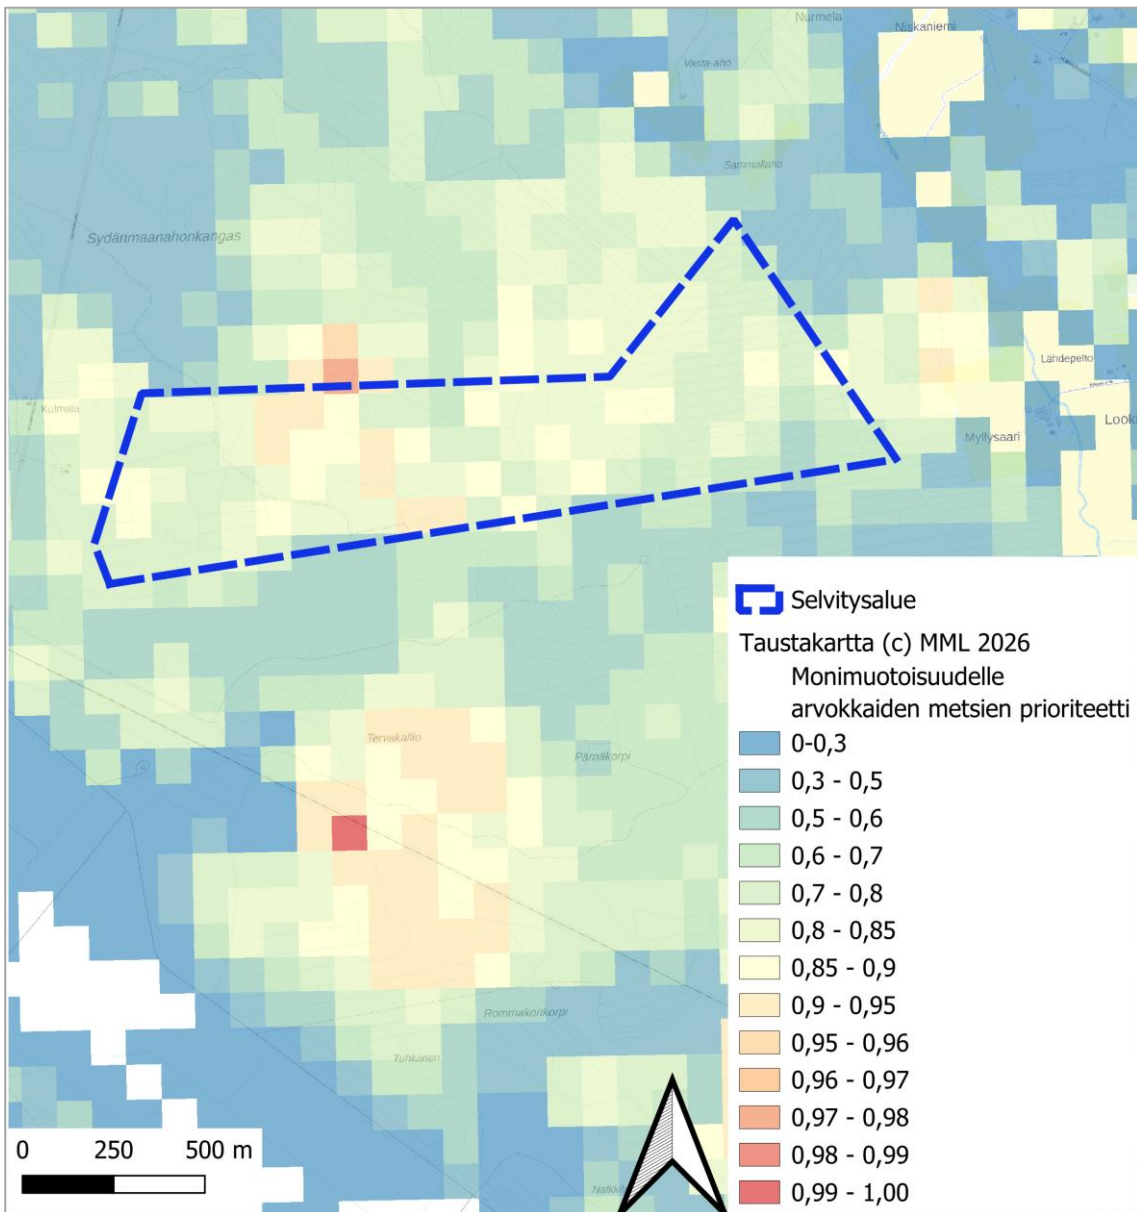 Nurmela
Niskaniemi
Vasta-aho
Sammallahti
Sydänmaanahonkangas
Lähdepelto
Kulmala
Myllysaari
Selvitysalue
Taustakartta (c) MML 2026
Monimuotoisuudelle
arvokkaiden metsien prioriteetti
Tervakallio
Pärnäkorpi
0-0,3
0,3 - 0,5
0,5 - 0,6
0,6 - 0,7
0,7 - 0,8
0,8 - 0,85
0,85 - 0,9
0,9 - 0,95
0,95 - 0,96
0,96 - 0,97
0,97 - 0,98
0,98 - 0,99
0,99 - 1,00
Rommakonkorpi
Tuhkanen
0 250 500 m